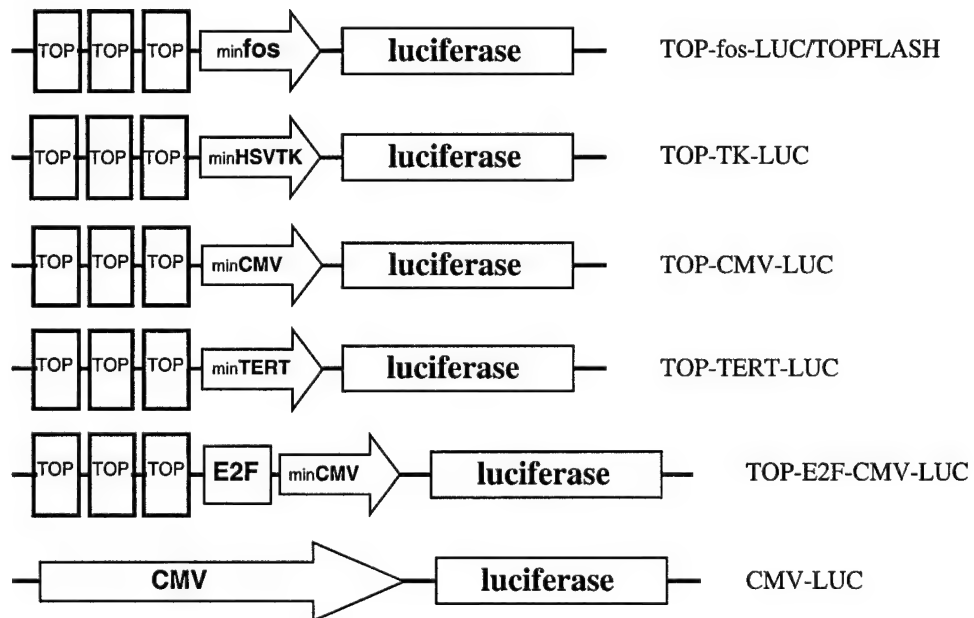 TOP TOP TOP minfos luciferase TOP-fos-LUC/TOPFLASH
TOP TOP TOP minHSVTK luciferase TOP-TK-LUC
TOP TOP TOP minCMV luciferase TOP-CMV-LUC
TOP TOP TOP minTERT luciferase TOP-TERT-LUC
TOP TOP TOP E2F minCMV luciferase TOP-E2F-CMV-LUC
CMV luciferase CMV-LUC